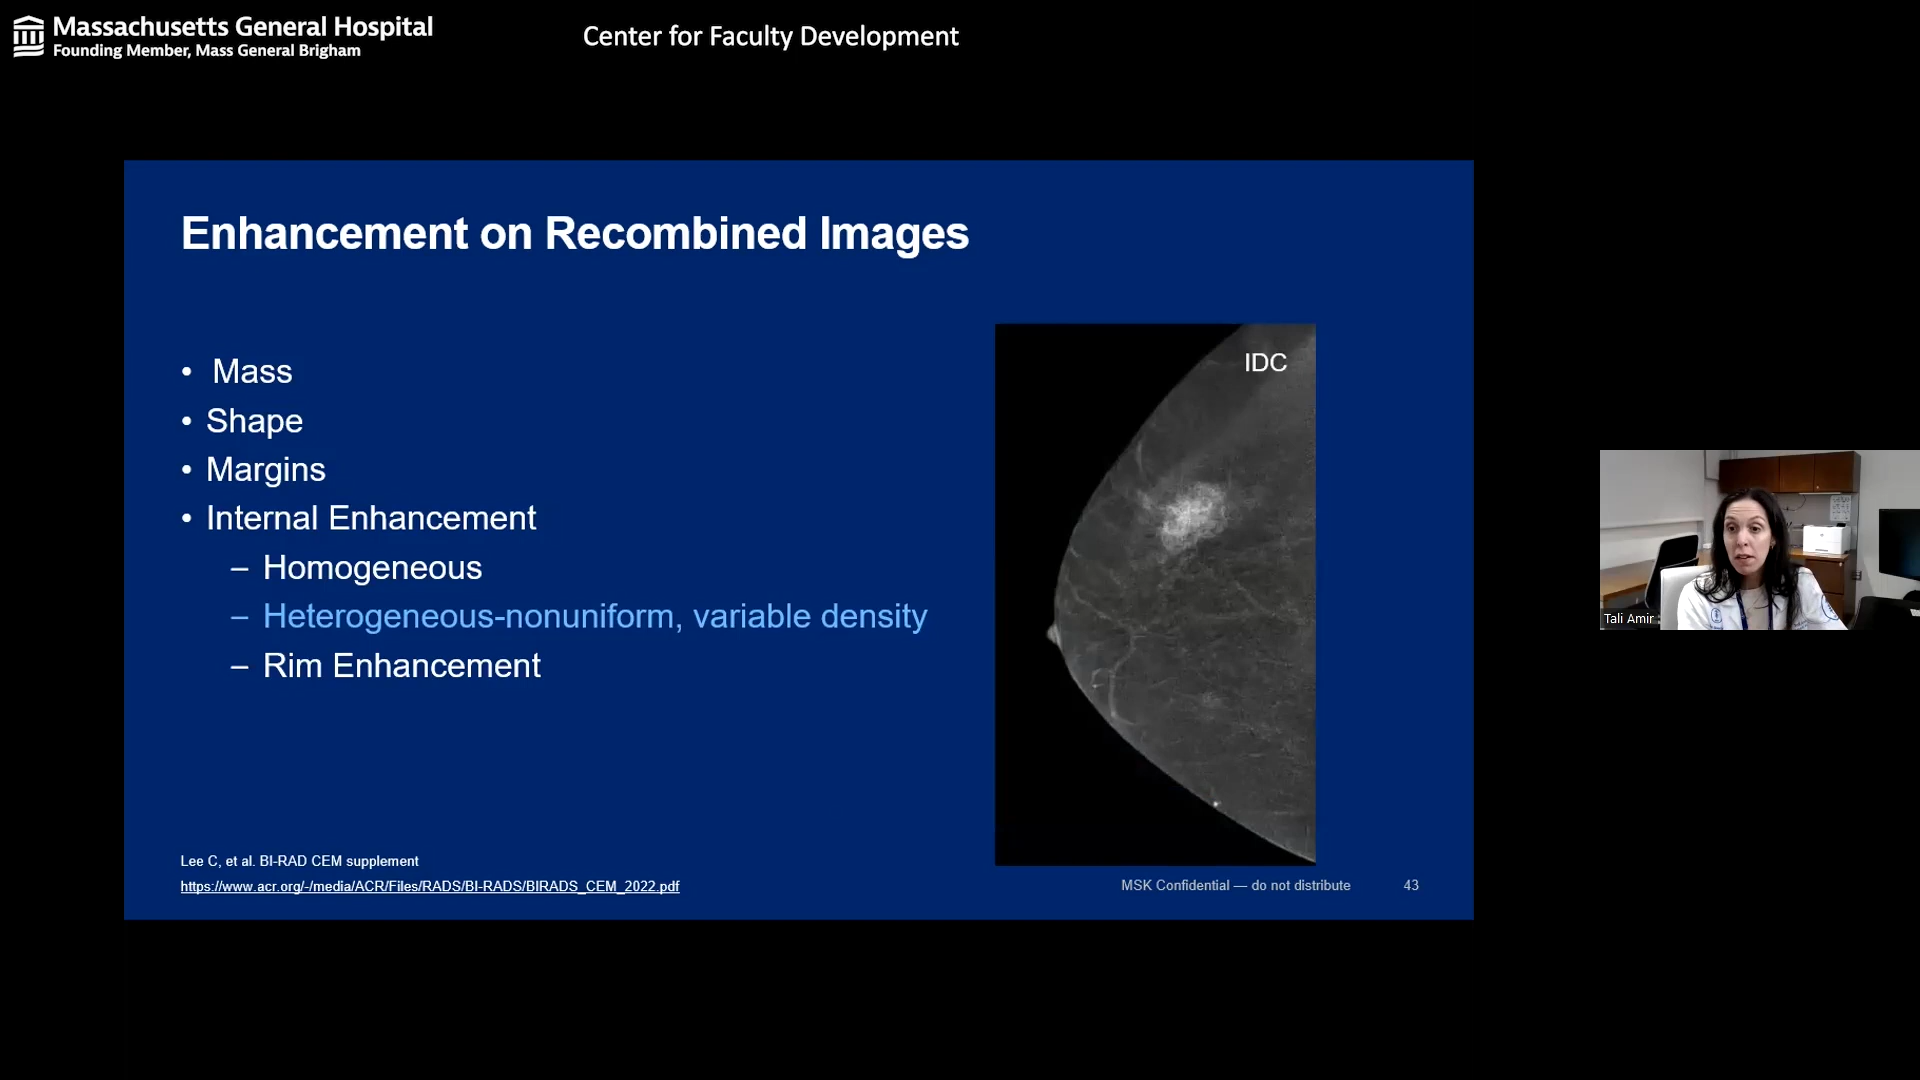 Massachusetts General Hospital
Founding Member, Mass General Brigham
Center for Faculty Development
Enhancement on Recombined Images
• Mass
• Shape
• Margins
• Internal Enhancement
– Homogeneous
– Heterogeneous-nonuniform, variable density
– Rim Enhancement
IDC
Lee C, et al. BI-RAD CEM supplement
https://www.acr.org/-/media/ACR/Files/RADS/BI-RADS/BIRADS_CEM_2022.pdf
MSK Confidential — do not distribute 43
Tali Amir